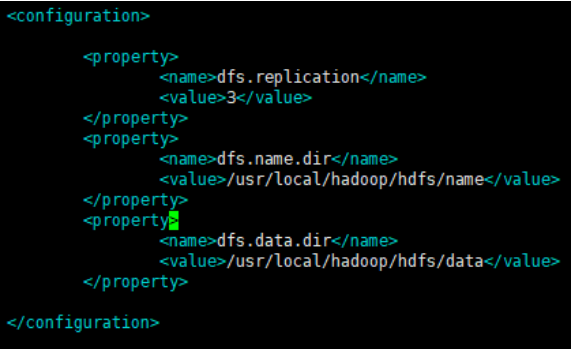 <configuration>
<property>
<name>dfs.replication</name>
<value>3</value>
</property>
<property>
<name>dfs.name.dir</name>
<value>/usr/local/hadoop/hdfs/name</value>
</property>
<property>
<name>dfs.data.dir</name>
<value>/usr/local/hadoop/hdfs/data</value>
</property>
</configuration>